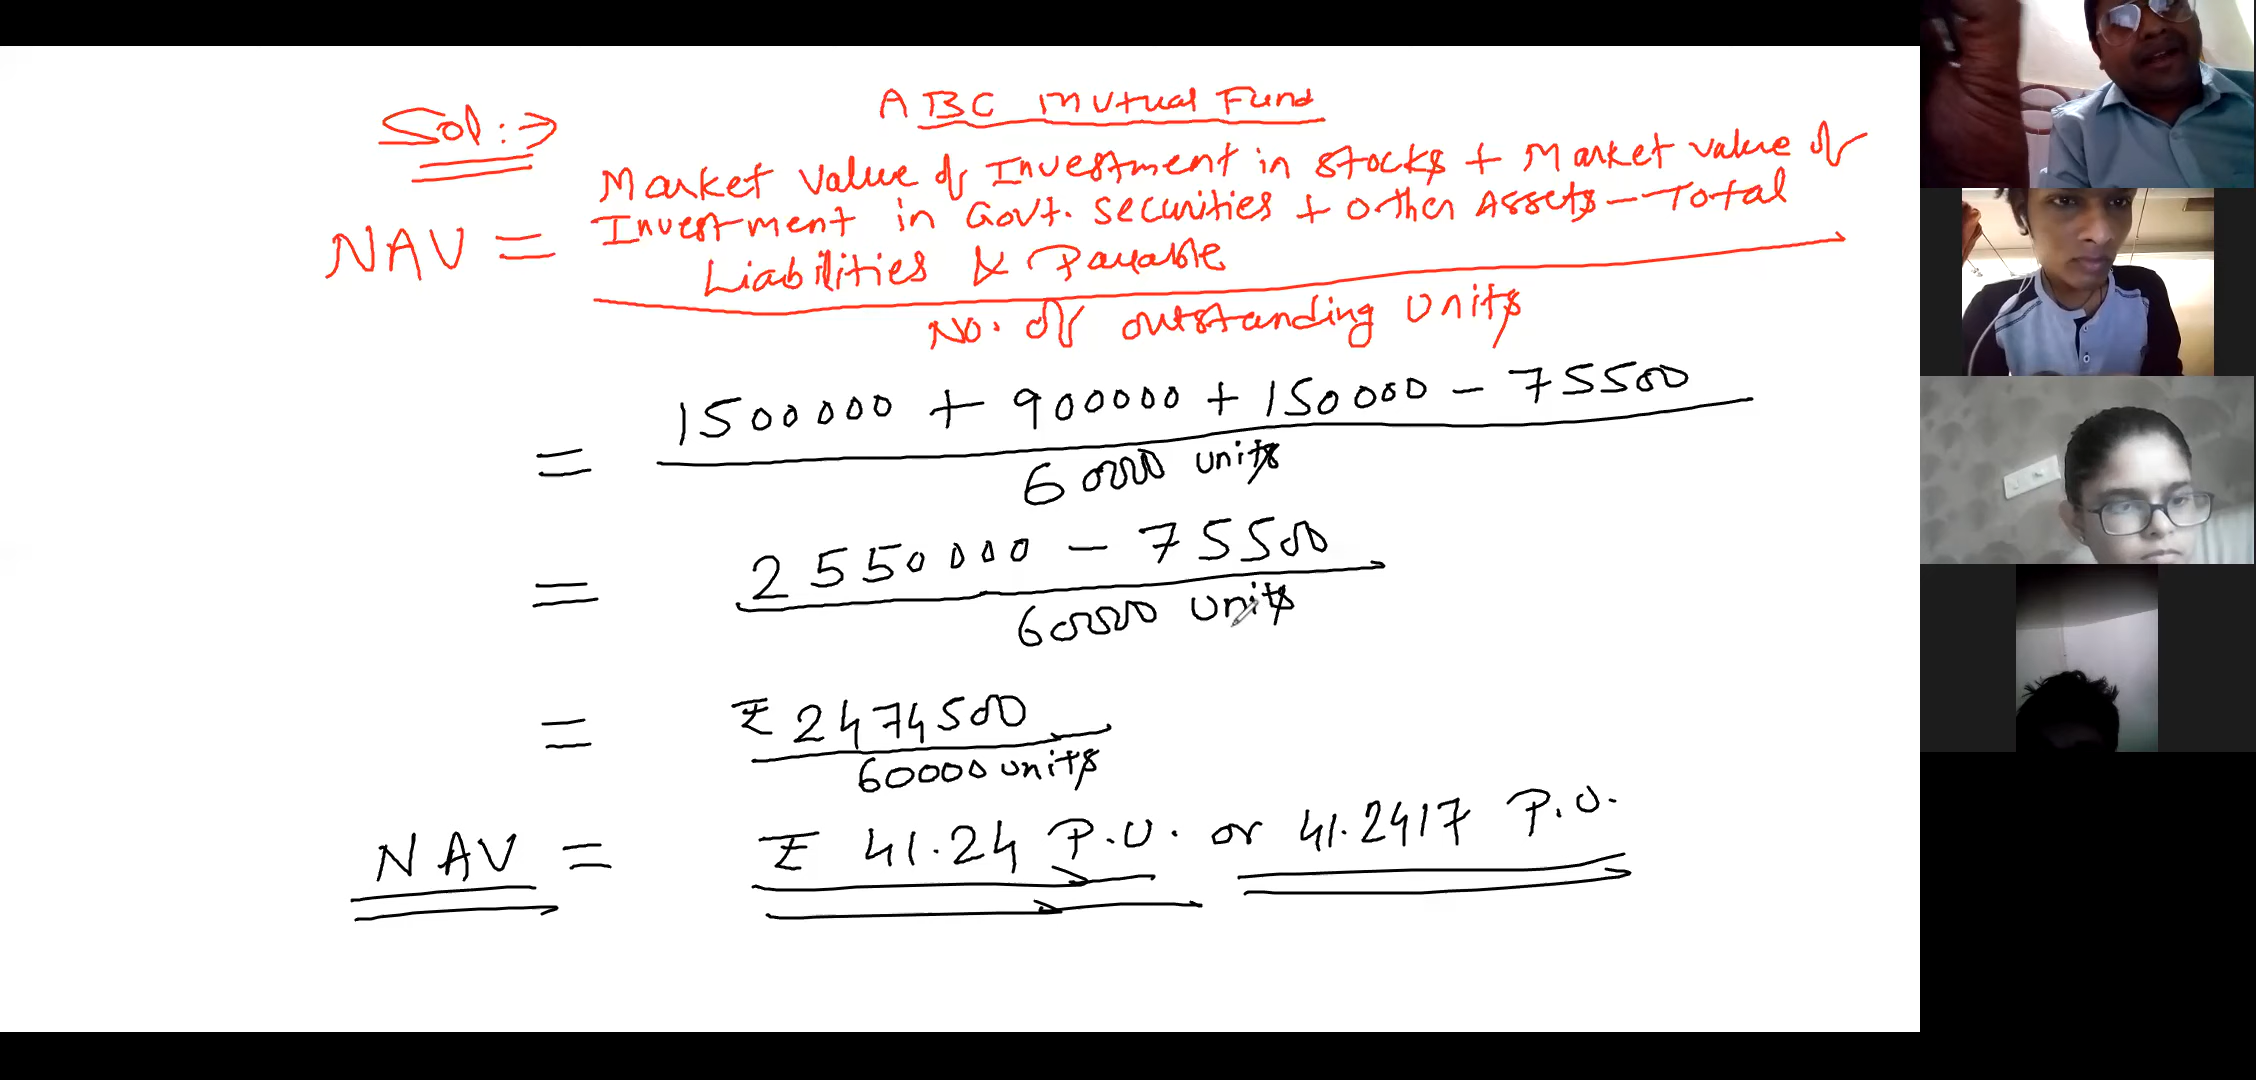 ABC Mutual Fund
Sol:→
Market Value of Investment in Stocks + Market Value of
Investment in Govt. Securities + Other Assets - Total
NAV =
Liabilities & Payable
No. of Outstanding Units
1500000 + 900000 + 150000 - 75500
=
60000 Units
2550000 - 75500
=
60000 Units
= ₹ 2474500
60000 Units
NAV = ₹ 41.24 P.U. or 41.2417 P.U.